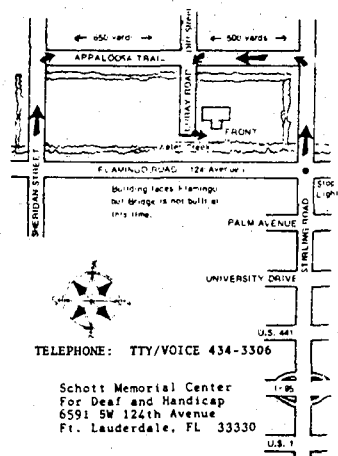 650 yards
500 yards
APPALOOSA TRAIL
ROAD
FRONT
Water Street
SHERIDAN STREET
FLAMINGO ROAD 124 Avenue
Stop
Light
Building faces Flamingo
but Bridge is not built at
this time.
PALM AVENUE
STIRLING ROAD
UNIVERSITY DRIVE
U.S. 441
TELEPHONE: TTY/VOICE 434-3306
I-95
Schott Memorial Center
For Deaf and Handicap
6591 SW 124th Avenue
Ft. Lauderdale, FL 33330
U.S. 1